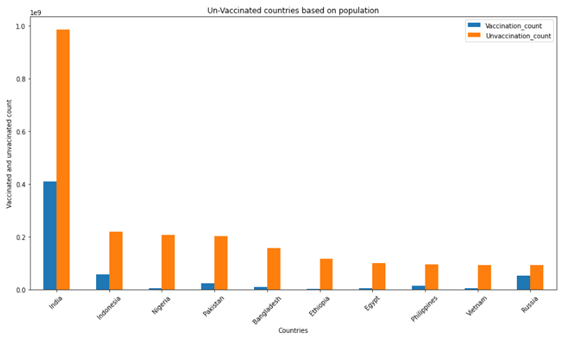 Un-Vaccinated countries based on population
1e9
Vaccination_count
Unvaccination_count
1.0
0.8
0.6
0.4
0.2
0.0
Vaccinated and unvacinated count
India
Indonesia
Nigeria
Pakistan
Bangladesh
Ethiopia
Egypt
Philippines
Vietnam
Russia
Countries